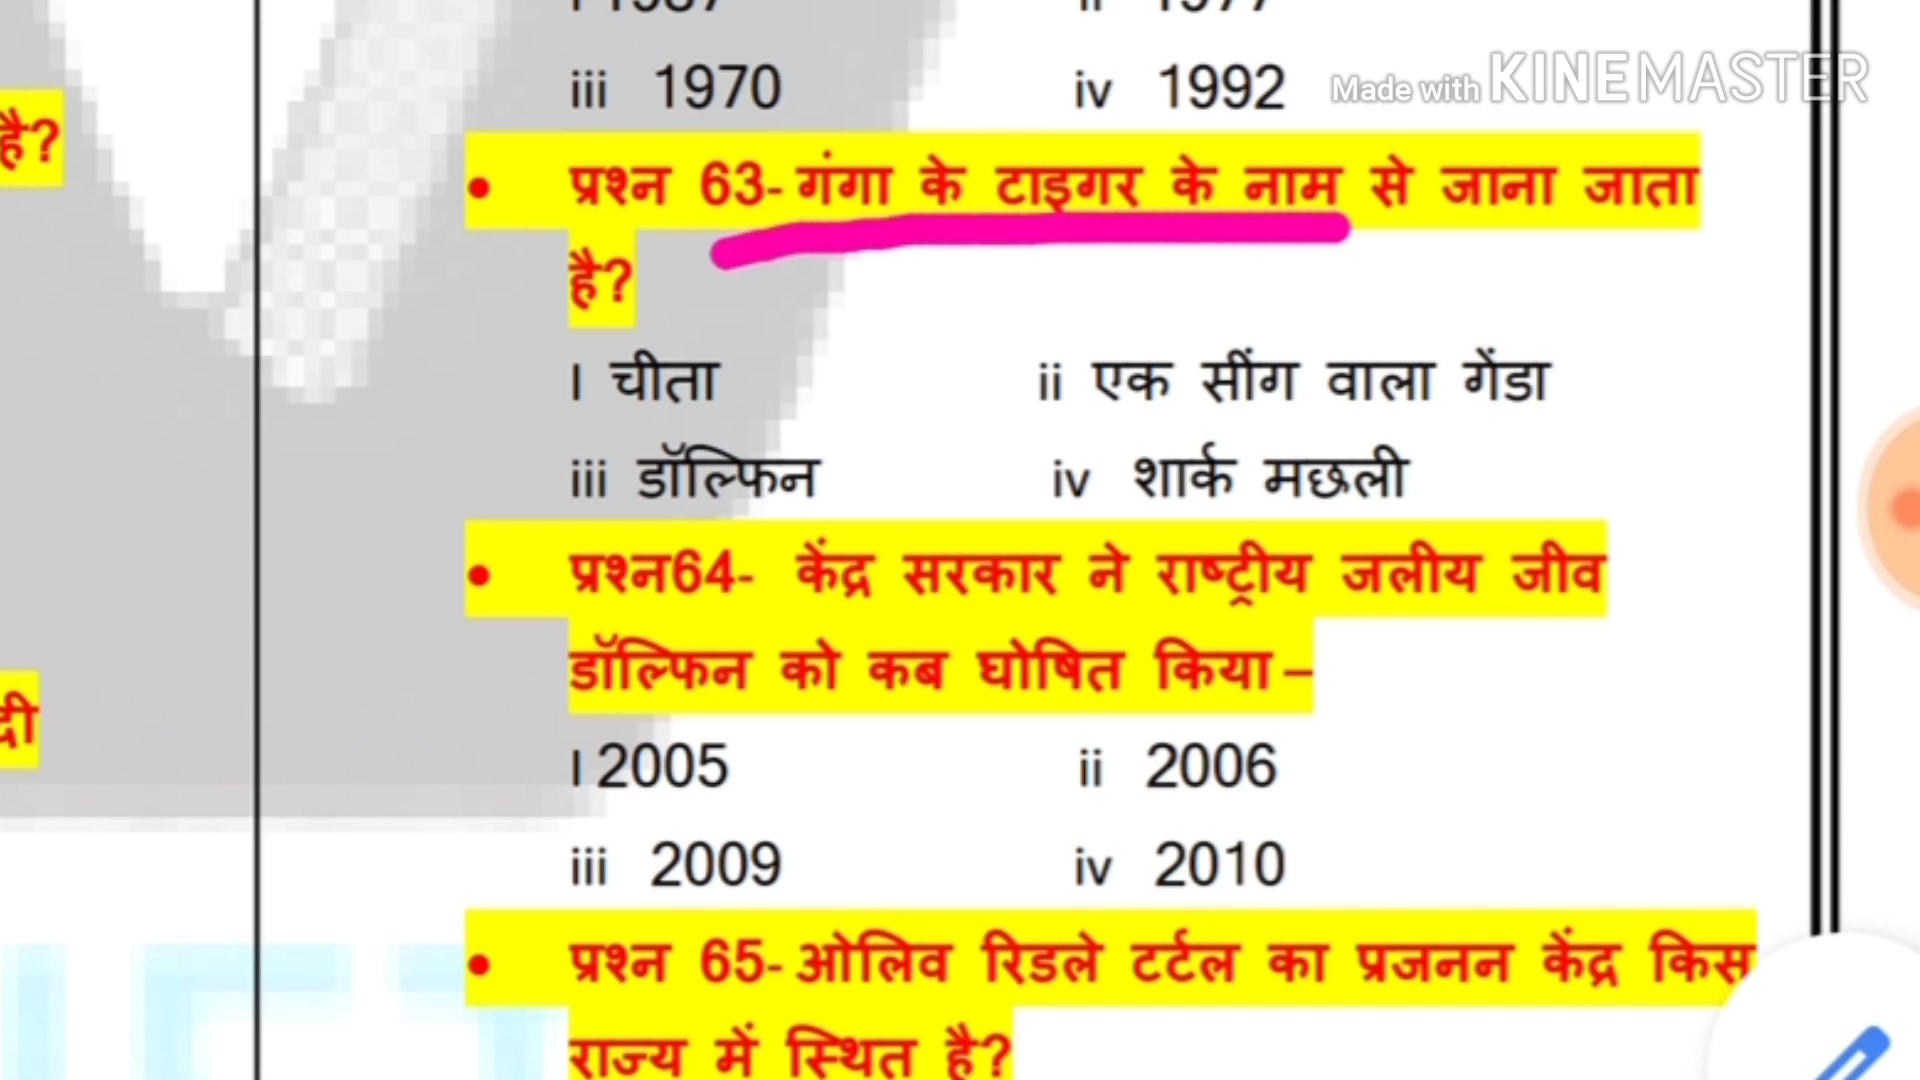 iii 1970 iv 1992
Made with KINEMASTER
है?
• प्रश्न 63- गंगा के टाइगर के नाम से जाना जाता
है?
I चीता ii एक सींग वाला गेंडा
iii डॉल्फिन iv शार्क मछली
• प्रश्न64- केंद्र सरकार ने राष्ट्रीय जलीय जीव
डॉल्फिन को कब घोषित किया–
I 2005 ii 2006
iii 2009 iv 2010
• प्रश्न 65- ओलिव रिडले टर्टल का प्रजनन केंद्र किस
राज्य में स्थित है?